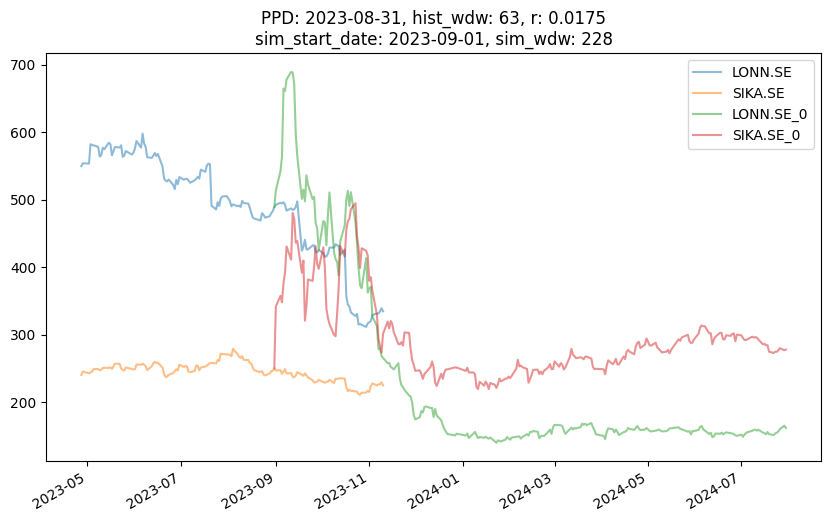 PPD: 2023-08-31, hist_wdw: 63, r: 0.0175
sim_start_date: 2023-09-01, sim_wdw: 228
LONN.SE
SIKA.SE
LONN.SE_0
SIKA.SE_0
700
600
500
400
300
200
2023-05
2023-07
2023-09
2023-11
2024-01
2024-03
2024-05
2024-07